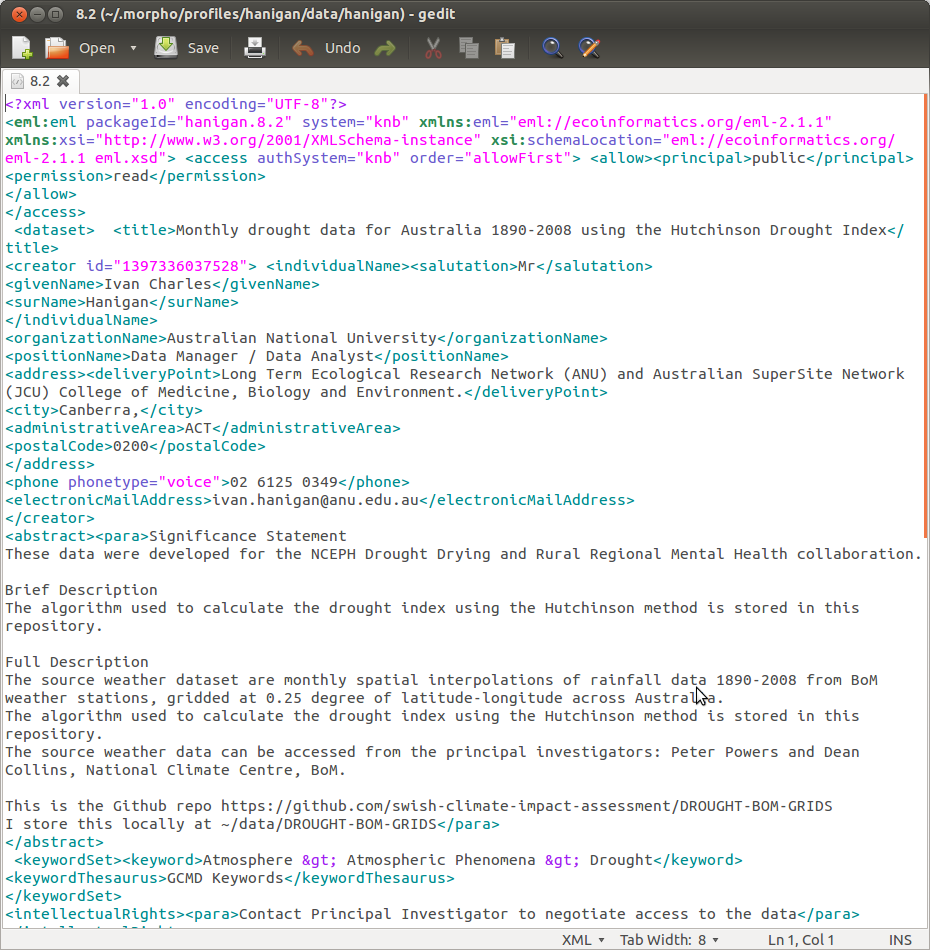 8.2 (~/.morpho/profiles/hanigan/data/hanigan) - gedit
Open Save Undo
8.2
<?xml version="1.0" encoding="UTF-8"?>
<eml:eml packageId="hanigan.8.2" system="knb" xmlns:eml="eml://ecoinformatics.org/eml-2.1.1"
xmlns:xsi="http://www.w3.org/2001/XMLSchema-instance" xsi:schemaLocation="eml://ecoinformatics.org/
eml-2.1.1 eml.xsd"> <access authSystem="knb" order="allowFirst"> <allow><principal>public</principal>
<permission>read</permission>
</allow>
</access>
 <dataset>  <title>Monthly drought data for Australia 1890-2008 using the Hutchinson Drought Index</
title>
<creator id="1397336037528"> <individualName><salutation>Mr</salutation>
<givenName>Ivan Charles</givenName>
<surName>Hanigan</surName>
</individualName>
<organizationName>Australian National University</organizationName>
<positionName>Data Manager / Data Analyst</positionName>
<address><deliveryPoint>Long Term Ecological Research Network (ANU) and Australian SuperSite Network
(JCU) College of Medicine, Biology and Environment.</deliveryPoint>
<city>Canberra,</city>
<administrativeArea>ACT</administrativeArea>
<postalCode>0200</postalCode>
</address>
<phone phonetype="voice">02 6125 0349</phone>
<electronicMailAddress>ivan.hanigan@anu.edu.au</electronicMailAddress>
</creator>
<abstract><para>Significance Statement
These data were developed for the NCEPH Drought Drying and Rural Regional Mental Health collaboration.

Brief Description
The algorithm used to calculate the drought index using the Hutchinson method is stored in this
repository.

Full Description
The source weather dataset are monthly spatial interpolations of rainfall data 1890-2008 from BoM
weather stations, gridded at 0.25 degree of latitude-longitude across Australia.
The algorithm used to calculate the drought index using the Hutchinson method is stored in this
repository.
The source weather data can be accessed from the principal investigators: Peter Powers and Dean
Collins, National Climate Centre, BoM.

This is the Github repo https://github.com/swish-climate-impact-assessment/DROUGHT-BOM-GRIDS
I store this locally at ~/data/DROUGHT-BOM-GRIDS</para>
</abstract>
 <keywordSet><keyword>Atmosphere &gt; Atmospheric Phenomena &gt; Drought</keyword>
<keywordThesaurus>GCMD Keywords</keywordThesaurus>
</keywordSet>
<intellectualRights><para>Contact Principal Investigator to negotiate access to the data</para>
XML Tab Width: 8 Ln 1, Col 1 INS